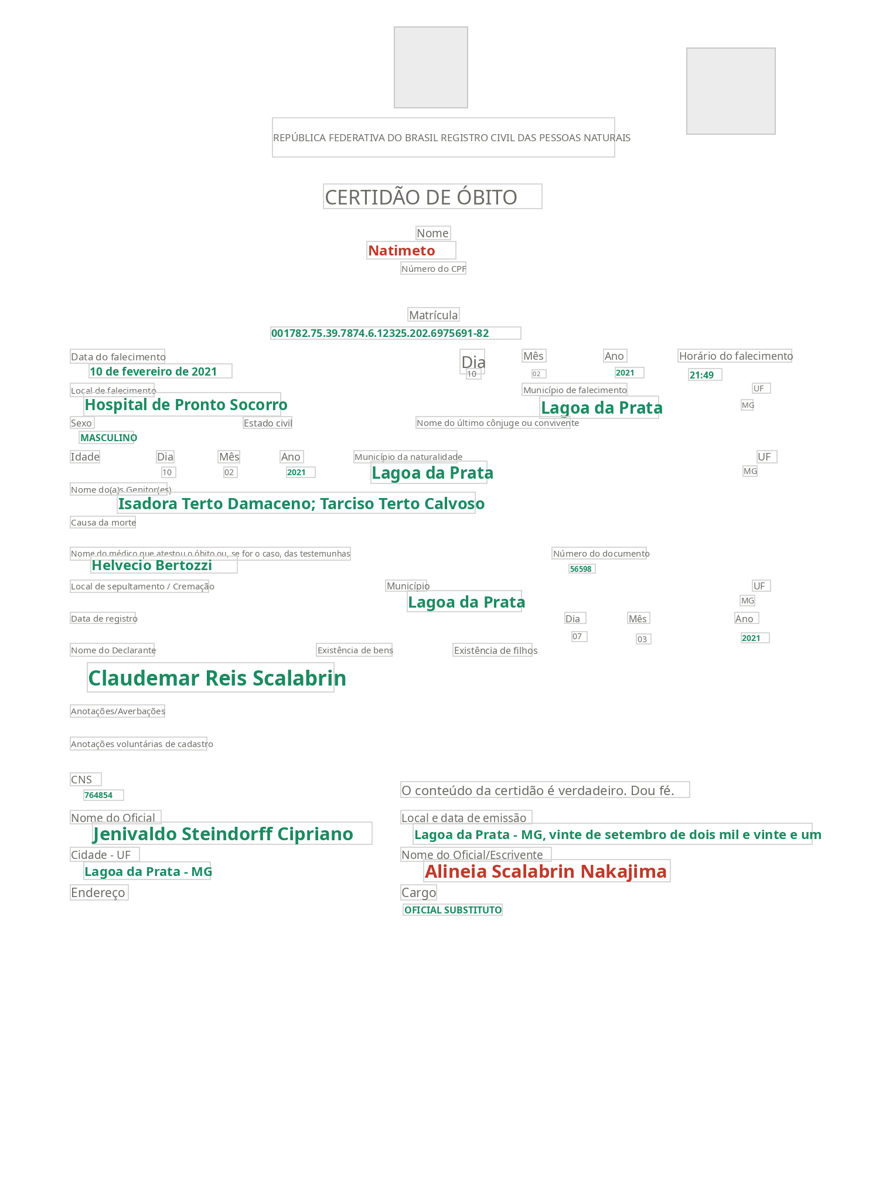 REPÚBLICA FEDERATIVA DO BRASIL REGISTRO CIVIL DAS PESSOAS NATURAIS
CERTIDÃO DE ÓBITO
Nome
Natimeto
Número do CPF
Matrícula
001782.75.39.7874.6.12325.202.6975691-82
Data do falecimento Dia Mês Ano Horário do falecimento
10 de fevereiro de 2021 10 02 2021 21:49
Local de falecimento Município de falecimento UF
Hospital de Pronto Socorro Lagoa da Prata MG
Sexo Estado civil Nome do último cônjuge ou convivente
MASCULINO
Idade Dia Mês Ano Município da naturalidade UF
10 02 2021 Lagoa da Prata MG
Nome do(a)s Genitor(es)
Isadora Terto Damaceno; Tarciso Terto Calvoso
Causa da morte
Nome do médico que atestou o óbito ou, se for o caso, das testemunhas Número do documento
Helvecio Bertozzi 56598
Local de sepultamento / Cremação Município UF
Lagoa da Prata MG
Data de registro Dia Mês Ano
07 03 2021
Nome do Declarante Existência de bens Existência de filhos
Claudemar Reis Scalabrin
Anotações/Averbações
Anotações voluntárias de cadastro
CNS
764854
O conteúdo da certidão é verdadeiro. Dou fé.
Nome do Oficial Local e data de emissão
Jenivaldo Steindorff Cipriano Lagoa da Prata - MG, vinte de setembro de dois mil e vinte e um
Cidade - UF Nome do Oficial/Escrivente
Lagoa da Prata - MG Alineia Scalabrin Nakajima
Endereço Cargo
OFICIAL SUBSTITUTO